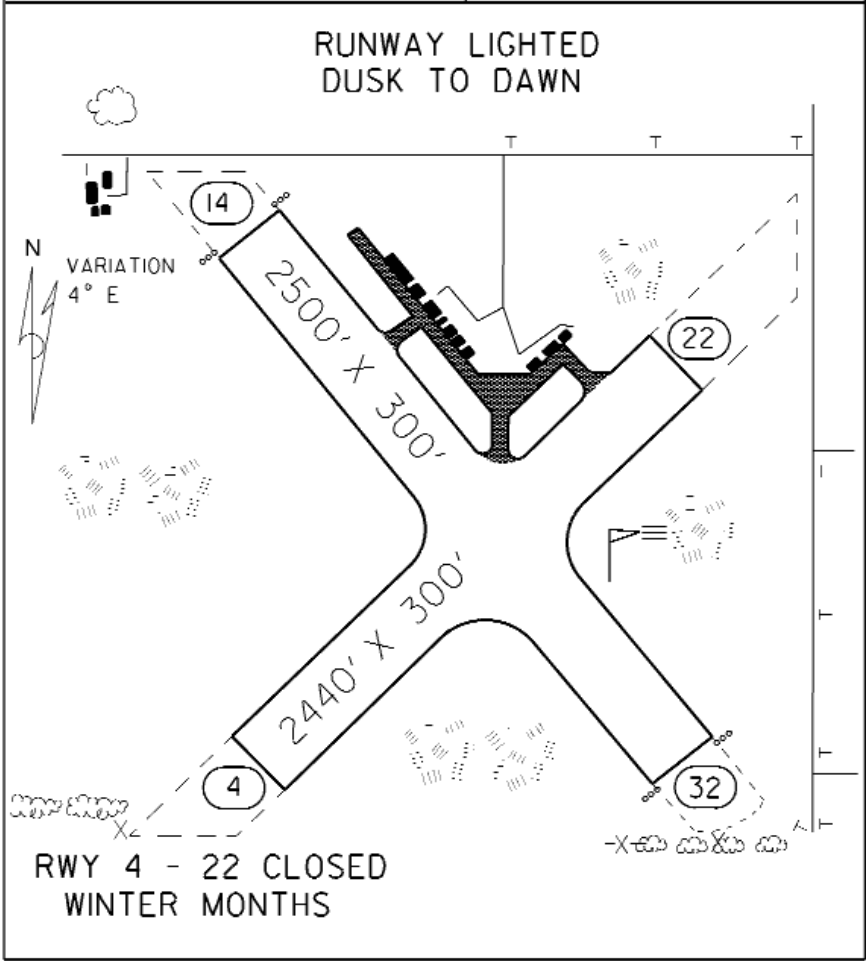 RUNWAY LIGHTED
DUSK TO DAWN
14
N
VARIATION
4° E
2500' X 300'
22
2440' X 300'
4
32
RWY 4 - 22 CLOSED
WINTER MONTHS